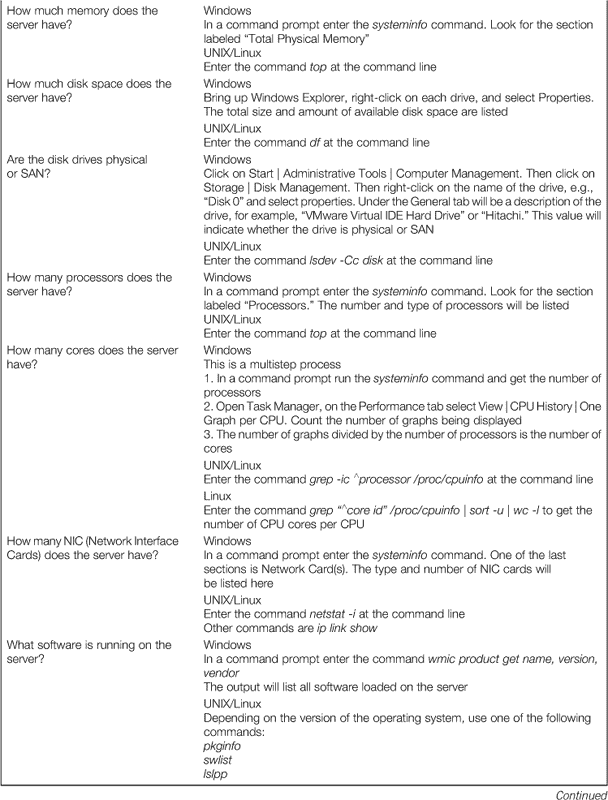 How much memory does the
server have?
Windows
In a command prompt enter the systeminfo command. Look for the section
labeled “Total Physical Memory”
UNIX/Linux
Enter the command top at the command line
How much disk space does the
server have?
Windows
Bring up Windows Explorer, right-click on each drive, and select Properties.
The total size and amount of available disk space are listed
UNIX/Linux
Enter the command df at the command line
Are the disk drives physical
or SAN?
Windows
Click on Start | Administrative Tools | Computer Management. Then click on
Storage | Disk Management. Then right-click on the name of the drive, e.g.,
“Disk 0” and select properties. Under the General tab will be a description of the
drive, for example, “VMware Virtual IDE Hard Drive” or “Hitachi.” This value will
indicate whether the drive is physical or SAN
UNIX/Linux
Enter the command lsdev -Cc disk at the command line
How many processors does the
server have?
Windows
In a command prompt enter the systeminfo command. Look for the section
labeled “Processors.” The number and type of processors will be listed
UNIX/Linux
Enter the command top at the command line
How many cores does the server
have?
Windows
This is a multistep process
1. In a command prompt run the systeminfo command and get the number of
processors
2. Open Task Manager, on the Performance tab select View | CPU History | One
Graph per CPU. Count the number of graphs being displayed
3. The number of graphs divided by the number of processors is the number of
cores
UNIX/Linux
Enter the command grep -ic ^processor /proc/cpuinfo at the command line
Linux
Enter the command grep “^core id” /proc/cpuinfo | sort -u | wc -l to get the
number of CPU cores per CPU
How many NIC (Network Interface
Cards) does the server have?
Windows
In a command prompt enter the systeminfo command. One of the last
sections is Network Card(s). The type and number of NIC cards will
be listed here
UNIX/Linux
Enter the command netstat -i at the command line
Other commands are ip link show
What software is running on the
server?
Windows
In a command prompt enter the command wmic product get name, version,
vendor
The output will list all software loaded on the server
UNIX/Linux
Depending on the version of the operating system, use one of the following
commands:
pkginfo
swlist
lslpp
Continued